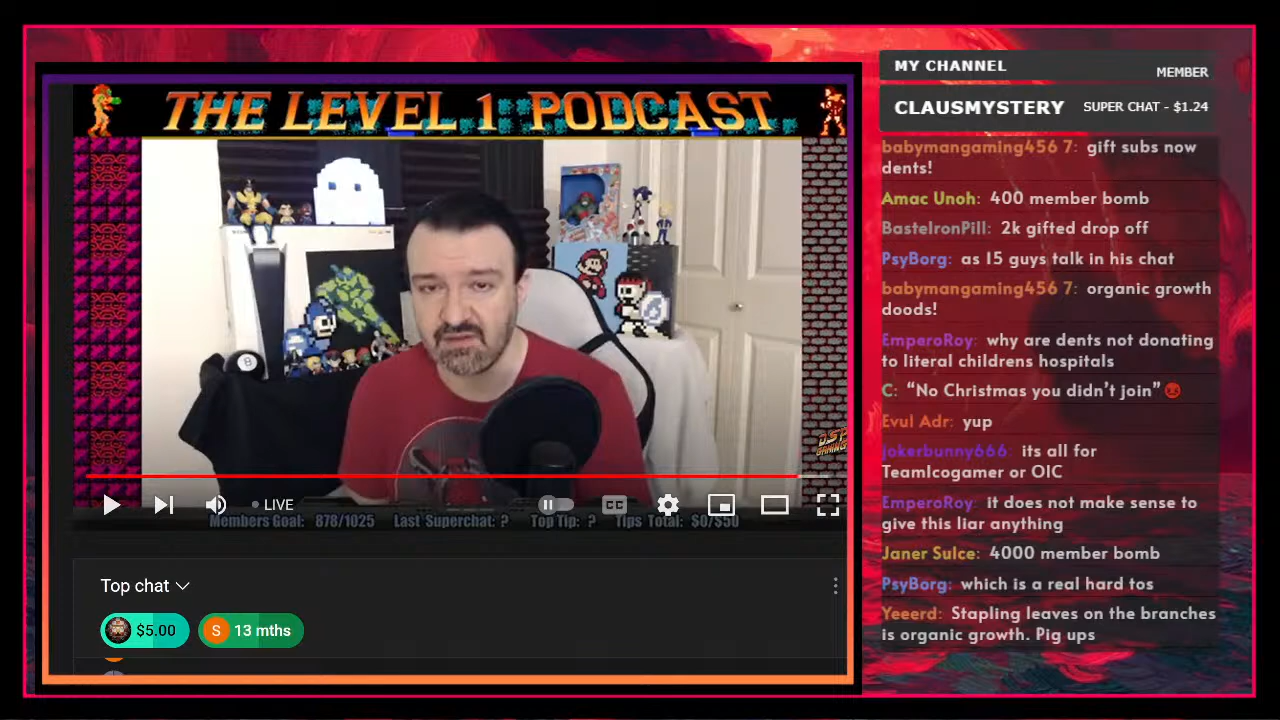 THE LEVEL 1 PODCAST
DSP
GAMING
8
LIVE
CC
Members Goal: 878/1025 Last Superchat: ? Top Tip: ? Tips Total: $0/$50
Top chat
$5.00
S 13 mths
MY CHANNEL MEMBER
CLAUSMYSTERY SUPER CHAT - $1.24
babymangaming456 7: gift subs now
dents!
Amac Unoh: 400 member bomb
BasteIronPill: 2k gifted drop off
PsyBorg: as 15 guys talk in his chat
babymangaming456 7: organic growth
doods!
EmperoRoy: why are dents not donating
to literal childrens hospitals
C: “No Christmas you didn’t join”
Evul Adr: yup
jokerbunny666: its all for
TeamIcogamer or OIC
EmperoRoy: it does not make sense to
give this liar anything
Janer Sulce: 4000 member bomb
PsyBorg: which is a real hard tos
Yeeerd: Stapling leaves on the branches
is organic growth. Pig ups